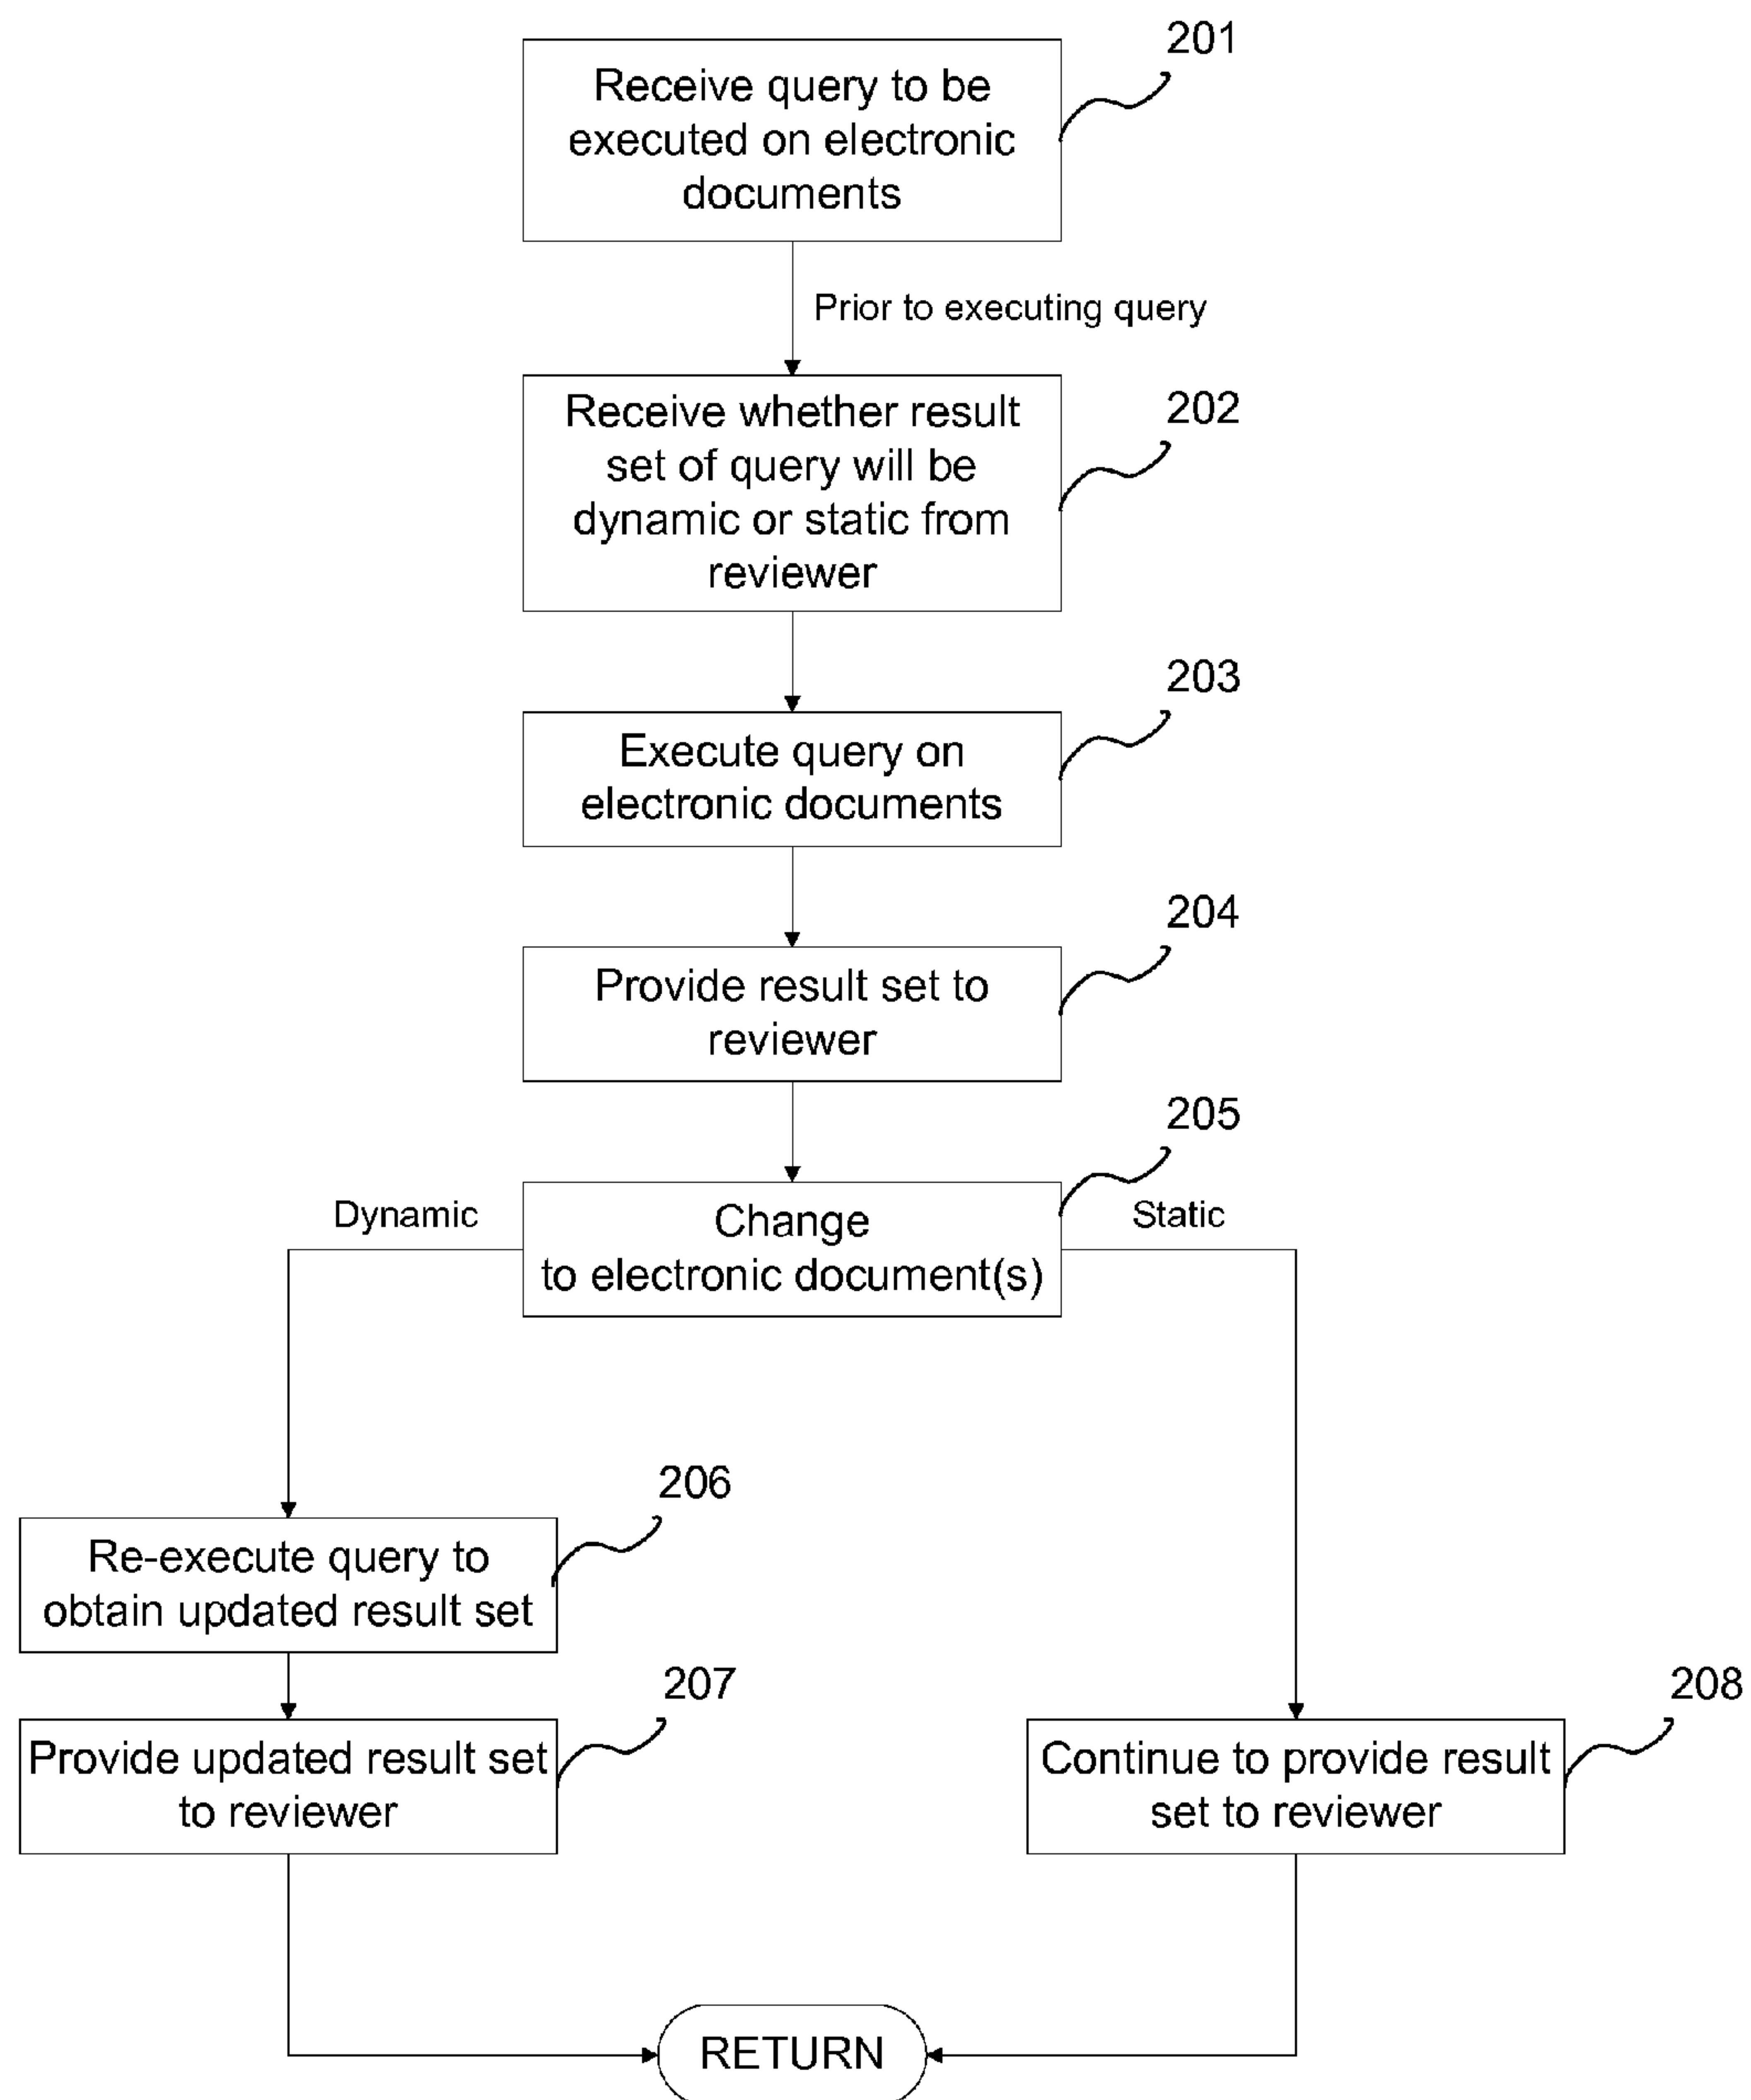 201
Receive query to be
executed on electronic
documents
Prior to executing query
202
Receive whether result
set of query will be
dynamic or static from
reviewer
203
Execute query on
electronic documents
204
Provide result set to
reviewer
205
Dynamic
Change
to electronic document(s)
Static
206
Re-execute query to
obtain updated result set
207
Provide updated result set
to reviewer
208
Continue to provide result
set to reviewer
RETURN